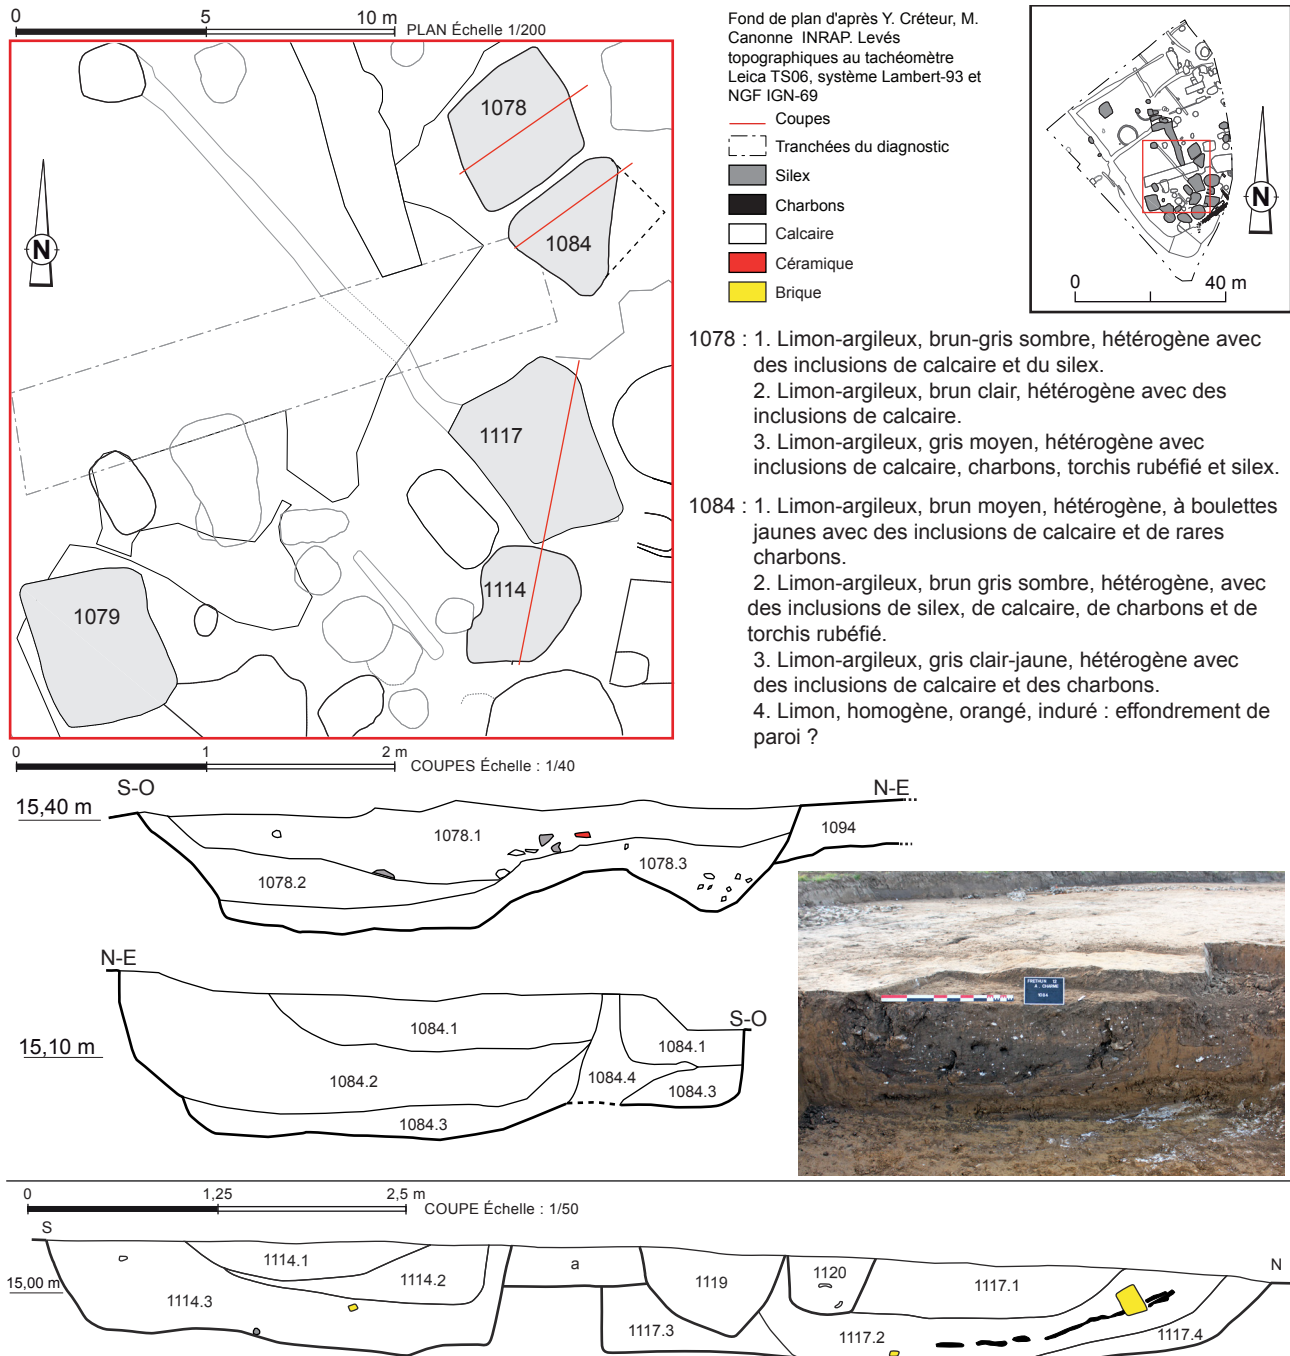 0 5 10 m
PLAN Échelle 1/200
Fond de plan d'après Y. Créteur, M.
Canonne INRAP. Levés
topographiques au tachéomètre
Leica TS06, système Lambert-93 et
NGF IGN-69
Coupes
Tranchées du diagnostic
Silex
Charbons
Calcaire
Céramique
Brique
N
0 40 m
N
1078
1084
1117
1114
1079
1078 : 1. Limon-argileux, brun-gris sombre, hétérogène avec
des inclusions de calcaire et du silex.
2. Limon-argileux, brun clair, hétérogène avec des
inclusions de calcaire.
3. Limon-argileux, gris moyen, hétérogène avec
inclusions de calcaire, charbons, torchis rubéfié et silex.
1084 : 1. Limon-argileux, brun moyen, hétérogène, à boulettes
jaunes avec des inclusions de calcaire et de rares
charbons.
2. Limon-argileux, brun gris sombre, hétérogène, avec
des inclusions de silex, de calcaire, de charbons et de
torchis rubéfié.
3. Limon-argileux, gris clair-jaune, hétérogène avec
des inclusions de calcaire et des charbons.
4. Limon, homogène, orangé, induré : effondrement de
paroi ?
0 1 2 m
COUPES Échelle : 1/40
S-O
N-E
15,40 m
1078.1
1094
1078.3
1078.2
N-E
S-O
1084.1
15,10 m
1084.1
1084.2
1084.4
1084.3
1084.3
FRETHUN 12
1084
0 1,25 2,5 m
COUPE Échelle : 1/50
S
N
1114.1
1114.2
a
1119
1120
1117.1
15,00 m
1114.3
1117.3
1117.2
1117.4